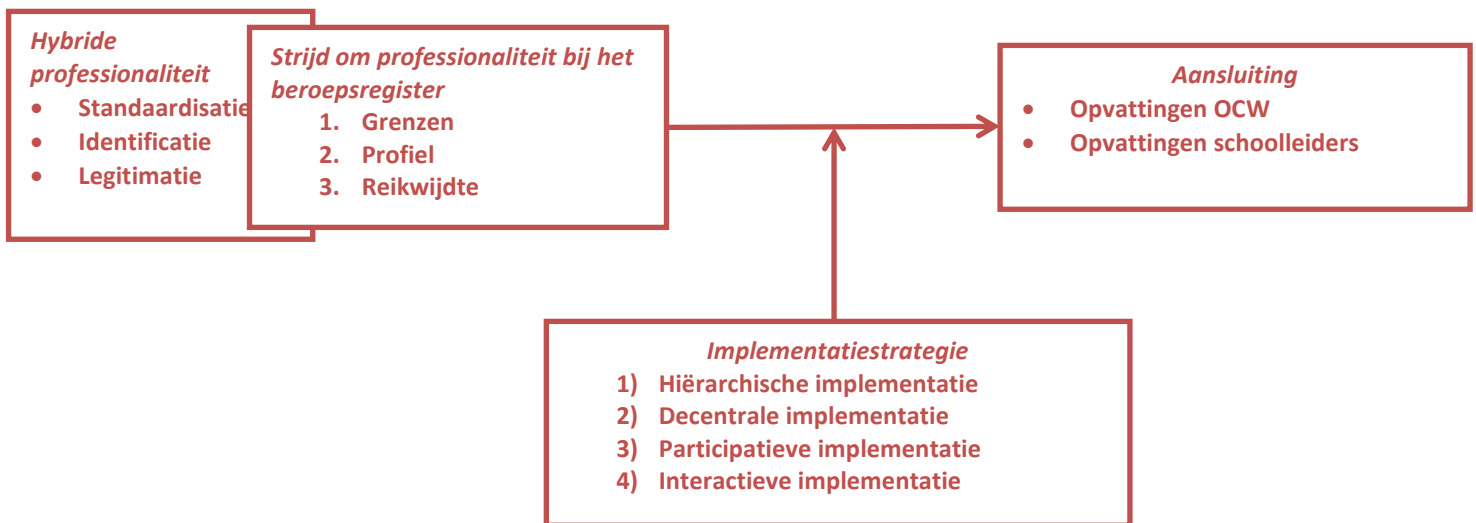 Hybride
professionaliteit
• Standaardisatie
• Identificatie
• Legitimatie
Strijd om professionaliteit bij het
beroepsregister
1. Grenzen
2. Profiel
3. Reikwijdte
Aansluiting
• Opvattingen OCW
• Opvattingen schoolleiders
Implementatiestrategie
1) Hiërarchische implementatie
2) Decentrale implementatie
3) Participatieve implementatie
4) Interactieve implementatie